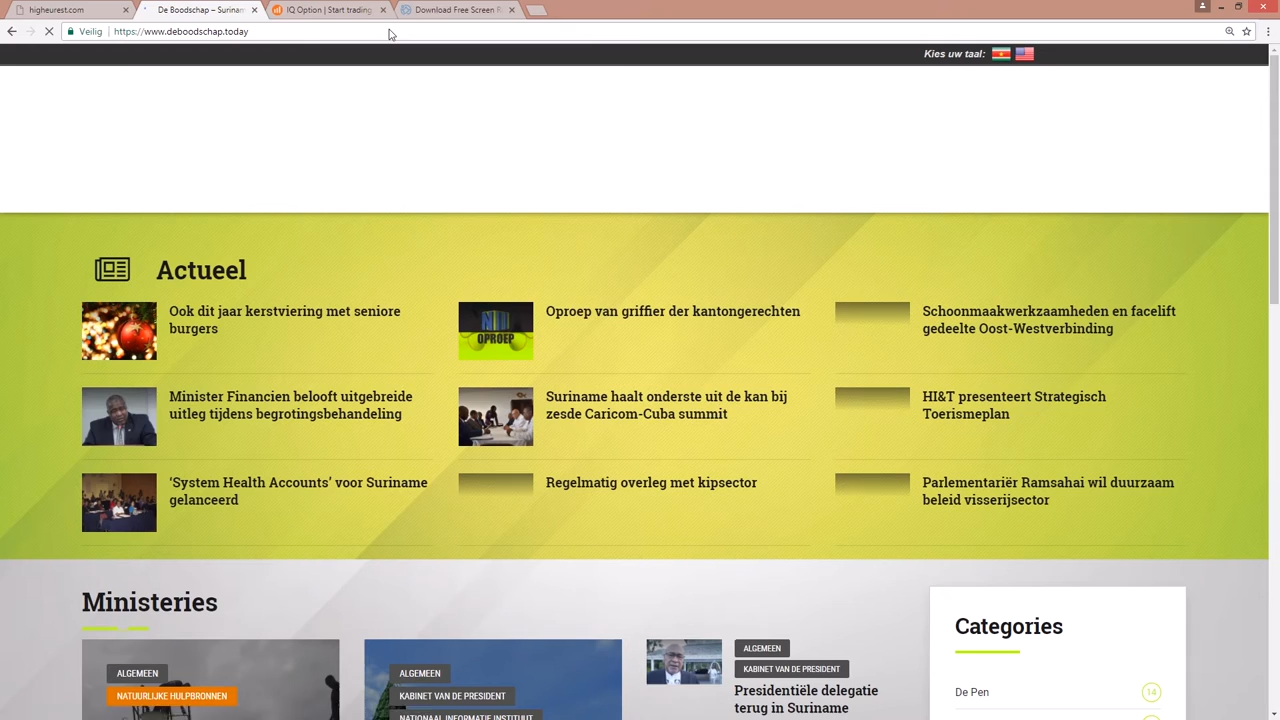 higheurest.com
De Boodschap – Surinam
IQ Option | Start trading
Download Free Screen R
Veilig
https://www.deboodschap.today
Kies uw taal:
Actueel
Ook dit jaar kerstviering met seniore
burgers
Oproep van griffier der kantongerechten
Schoonmaakwerkzaamheden en facelift
gedeelte Oost-Westverbinding
OPROEP
Minister Financien belooft uitgebreide
uitleg tijdens begrotingsbehandeling
Suriname haalt onderste uit de kan bij
zesde Caricom-Cuba summit
HI&T presenteert Strategisch
Toerismeplan
‘System Health Accounts’ voor Suriname
gelanceerd
Regelmatig overleg met kipsector
Parlementariër Ramsahai wil duurzaam
beleid visserijsector
Ministeries
ALGEMEEN
NATUURLIJKE HULPBRONNEN
ALGEMEEN
KABINET VAN DE PRESIDENT
NATIONAAL INFORMATIE INSTITUUT
ALGEMEEN
KABINET VAN DE PRESIDENT
Presidentiële delegatie
terug in Suriname
Categories
De Pen
14